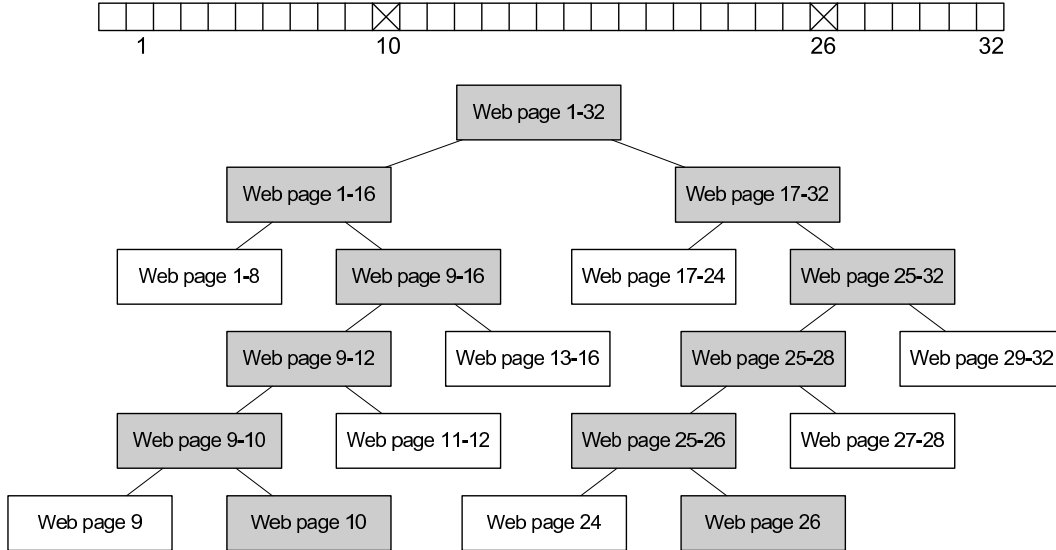 1 10 26 32
Web page 1-32
Web page 1-16 Web page 17-32
Web page 1-8 Web page 9-16 Web page 17-24 Web page 25-32
Web page 9-12 Web page 13-16 Web page 25-28 Web page 29-32
Web page 9-10 Web page 11-12 Web page 25-26 Web page 27-28
Web page 9 Web page 10 Web page 24 Web page 26